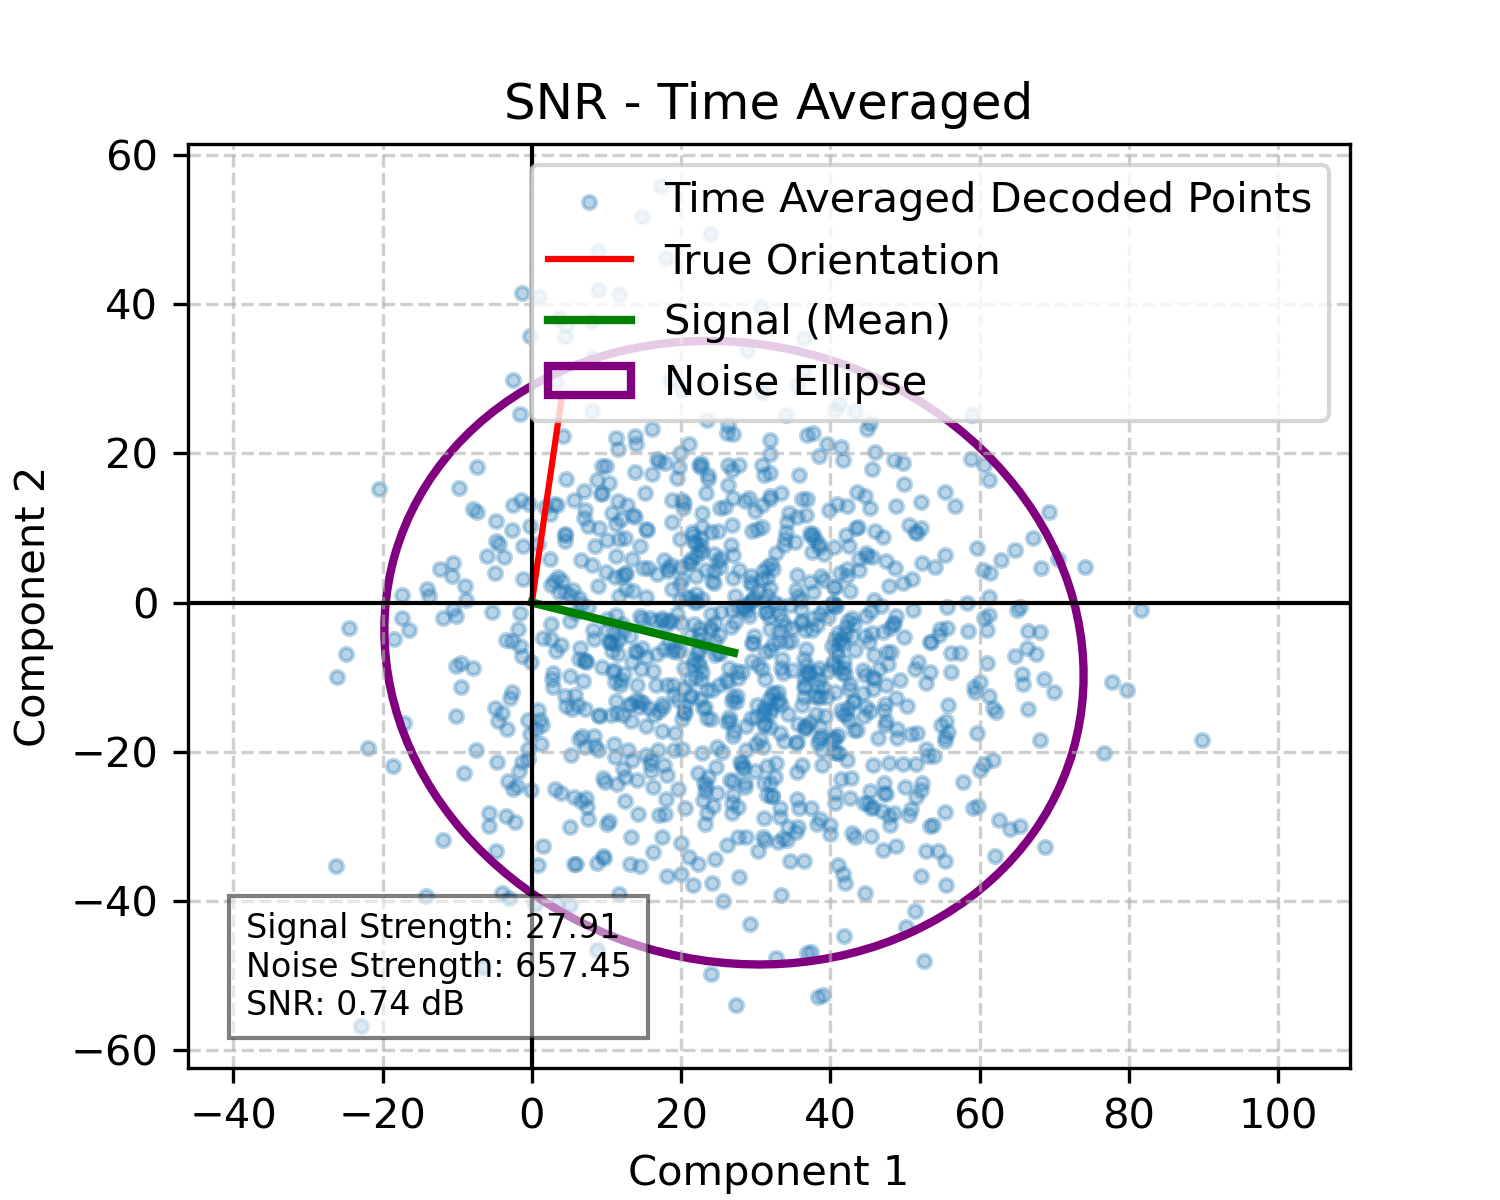 SNR - Time Averaged
Time Averaged Decoded Points
True Orientation
Signal (Mean)
Noise Ellipse
60
40
20
0
−20
−40
−60
Component 2
Signal Strength: 27.91
Noise Strength: 657.45
SNR: 0.74 dB
−40
−20
0
20
40
60
80
100
Component 1